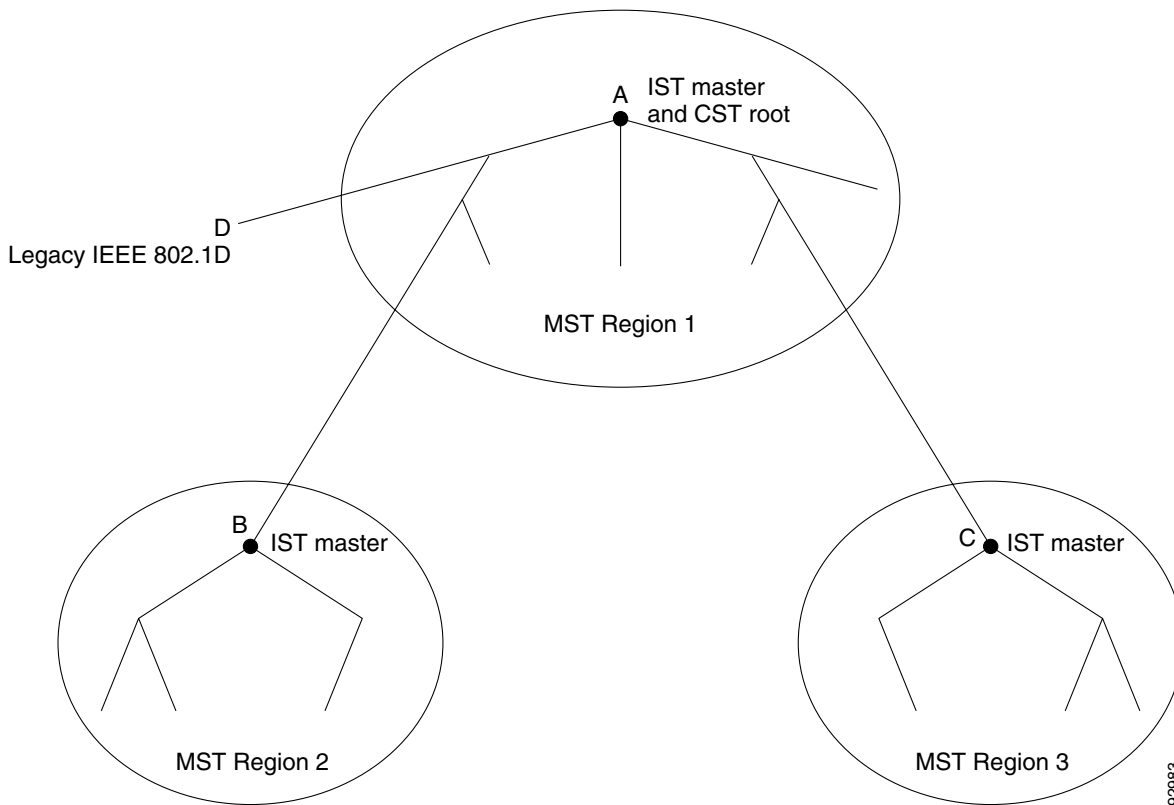 A
IST master
and CST root
D
Legacy IEEE 802.1D
MST Region 1
B
IST master
C
IST master
MST Region 2
MST Region 3